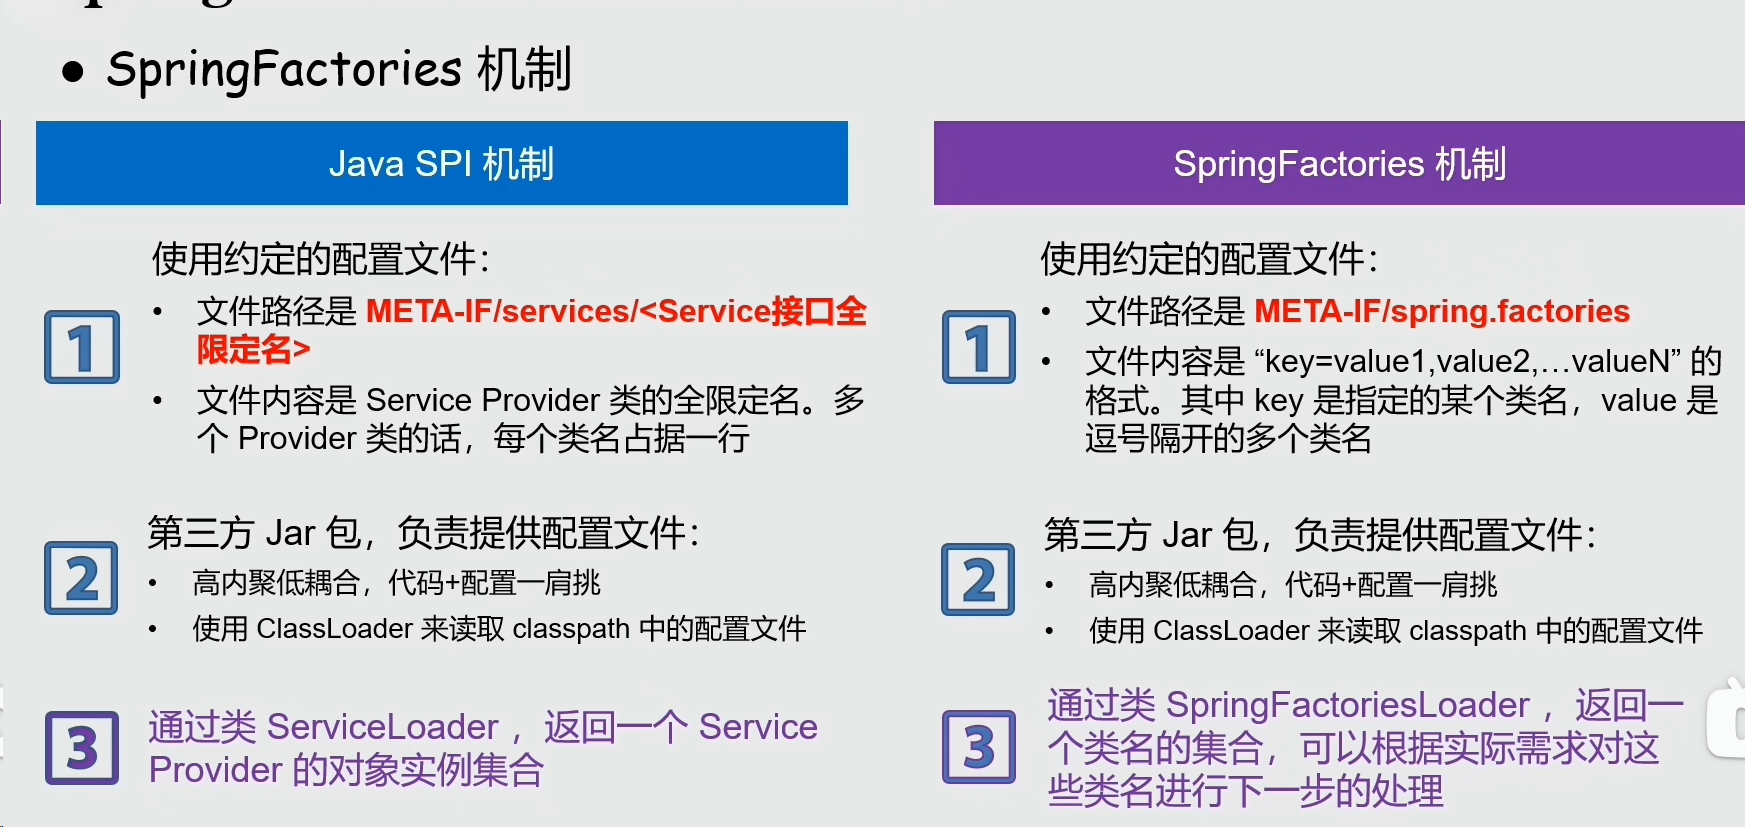 ● SpringFactories 机制
Java SPI 机制
使用约定的配置文件：
• 文件路径是 META-IF/services/<Service接口全
限定名>
• 文件内容是 Service Provider 类的全限定名。多
个 Provider 类的话，每个类名占据一行
1
第三方 Jar 包，负责提供配置文件：
• 高内聚低耦合，代码+配置一肩挑
• 使用 ClassLoader 来读取 classpath 中的配置文件
2
通过类 ServiceLoader ，返回一个 Service
Provider 的对象实例集合
3
SpringFactories 机制
使用约定的配置文件：
• 文件路径是 META-IF/spring.factories
• 文件内容是 “key=value1,value2,…valueN” 的
格式。其中 key 是指定的某个类名，value 是
逗号隔开的多个类名
1
第三方 Jar 包，负责提供配置文件：
• 高内聚低耦合，代码+配置一肩挑
• 使用 ClassLoader 来读取 classpath 中的配置文件
2
通过类 SpringFactoriesLoader ，返回一
个类名的集合，可以根据实际需求对这
些类名进行下一步的处理
3